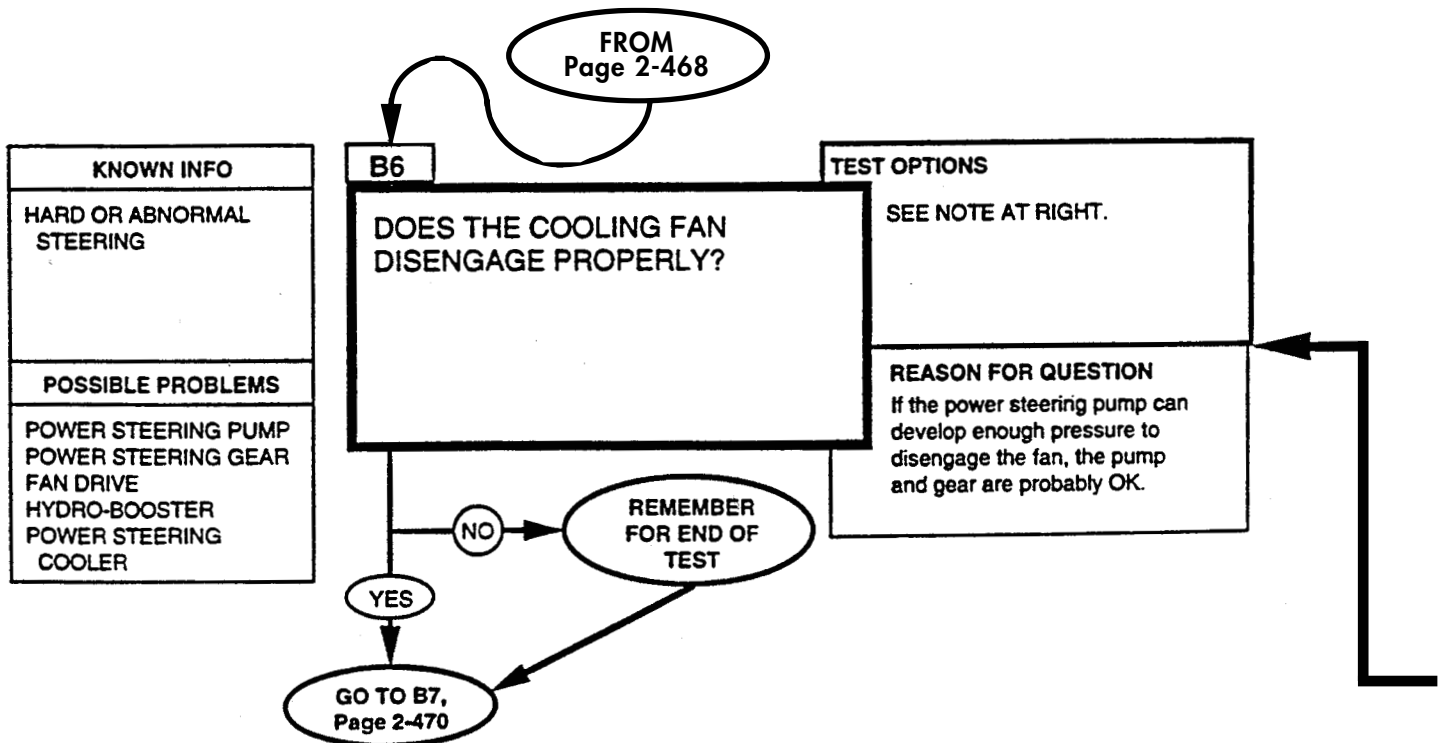 FROM
Page 2-468
KNOWN INFO
HARD OR ABNORMAL
STEERING
POSSIBLE PROBLEMS
POWER STEERING PUMP
POWER STEERING GEAR
FAN DRIVE
HYDRO-BOOSTER
POWER STEERING
COOLER
B6
DOES THE COOLING FAN
DISENGAGE PROPERLY?
TEST OPTIONS
SEE NOTE AT RIGHT.
REASON FOR QUESTION
If the power steering pump can
develop enough pressure to
disengage the fan, the pump
and gear are probably OK.
NO
REMEMBER
FOR END OF
TEST
YES
GO TO B7,
Page 2-470